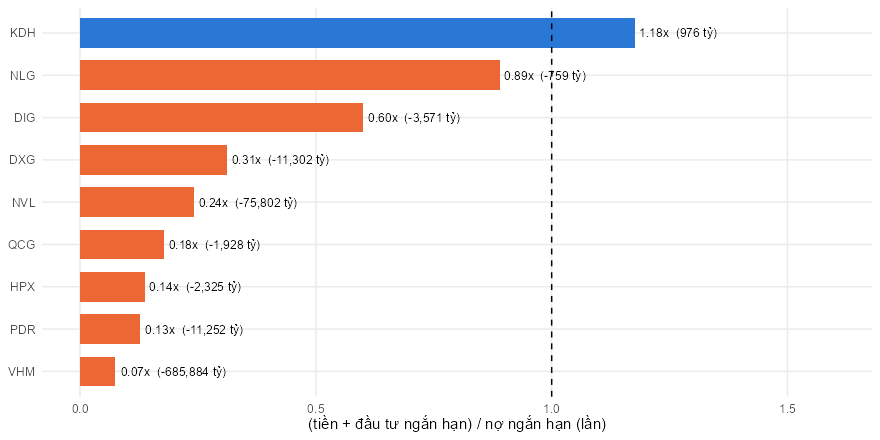 KDH 1.18x (976 tỷ)
NLG 0.89x (-759 tỷ)
DIG 0.60x (-3,571 tỷ)
DXG 0.31x (-11,302 tỷ)
NVL 0.24x (-75,802 tỷ)
QCG 0.18x (-1,928 tỷ)
HPX 0.14x (-2,325 tỷ)
PDR 0.13x (-11,252 tỷ)
VHM 0.07x (-685,884 tỷ)
0.0 0.5 1.0 1.5
(tiền + đầu tư ngắn hạn) / nợ ngắn hạn (lần)